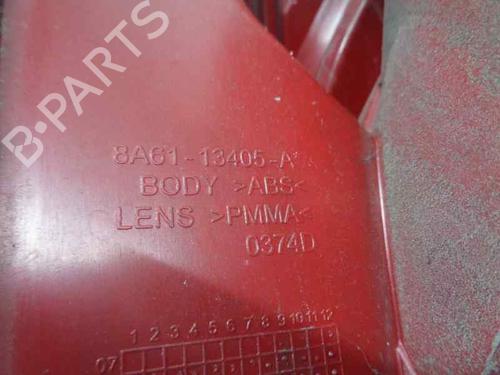 8A61-13405-A
BODY >ABS<
LENS >PMMA<
0374D
1 2 3 4 5 6 7 8 9 10 11 12
07
B-PARTS